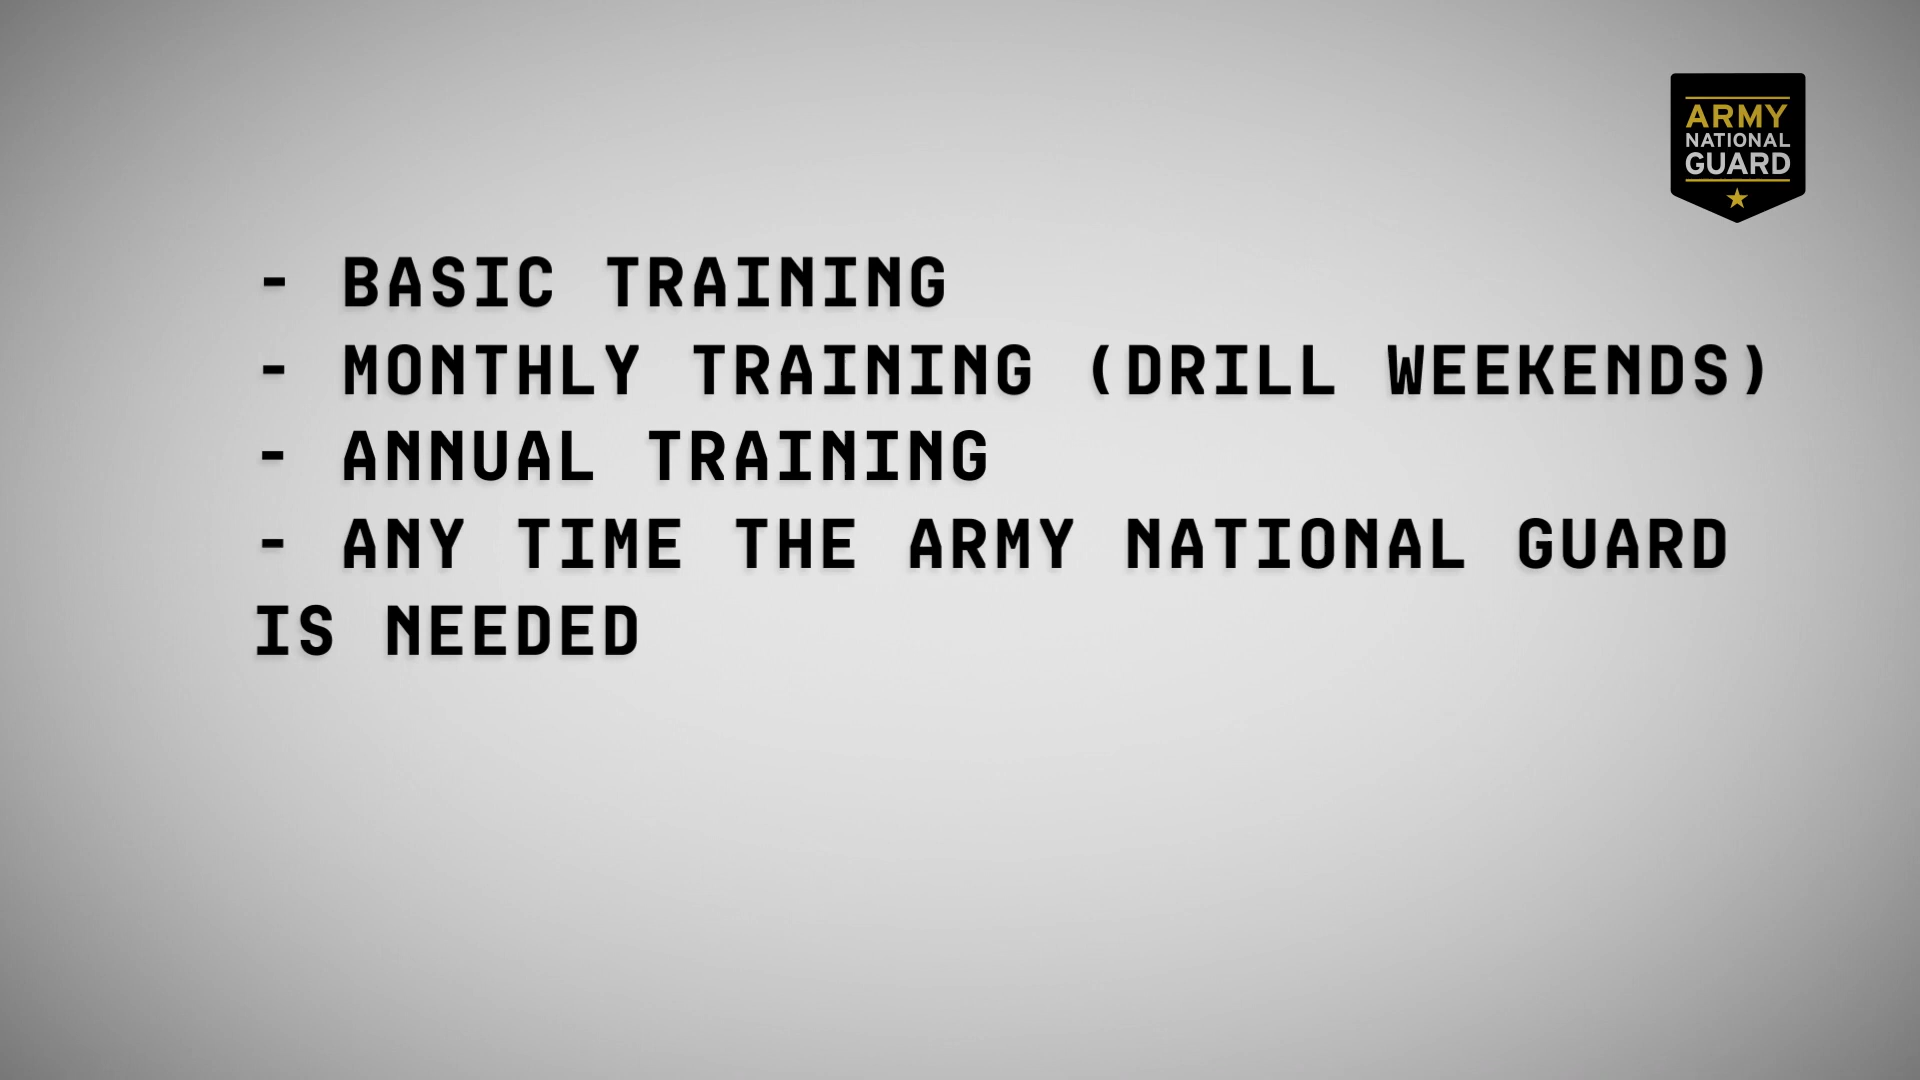 ARMY
NATIONAL
GUARD
- BASIC TRAINING
- MONTHLY TRAINING (DRILL WEEKENDS)
- ANNUAL TRAINING
- ANY TIME THE ARMY NATIONAL GUARD
IS NEEDED